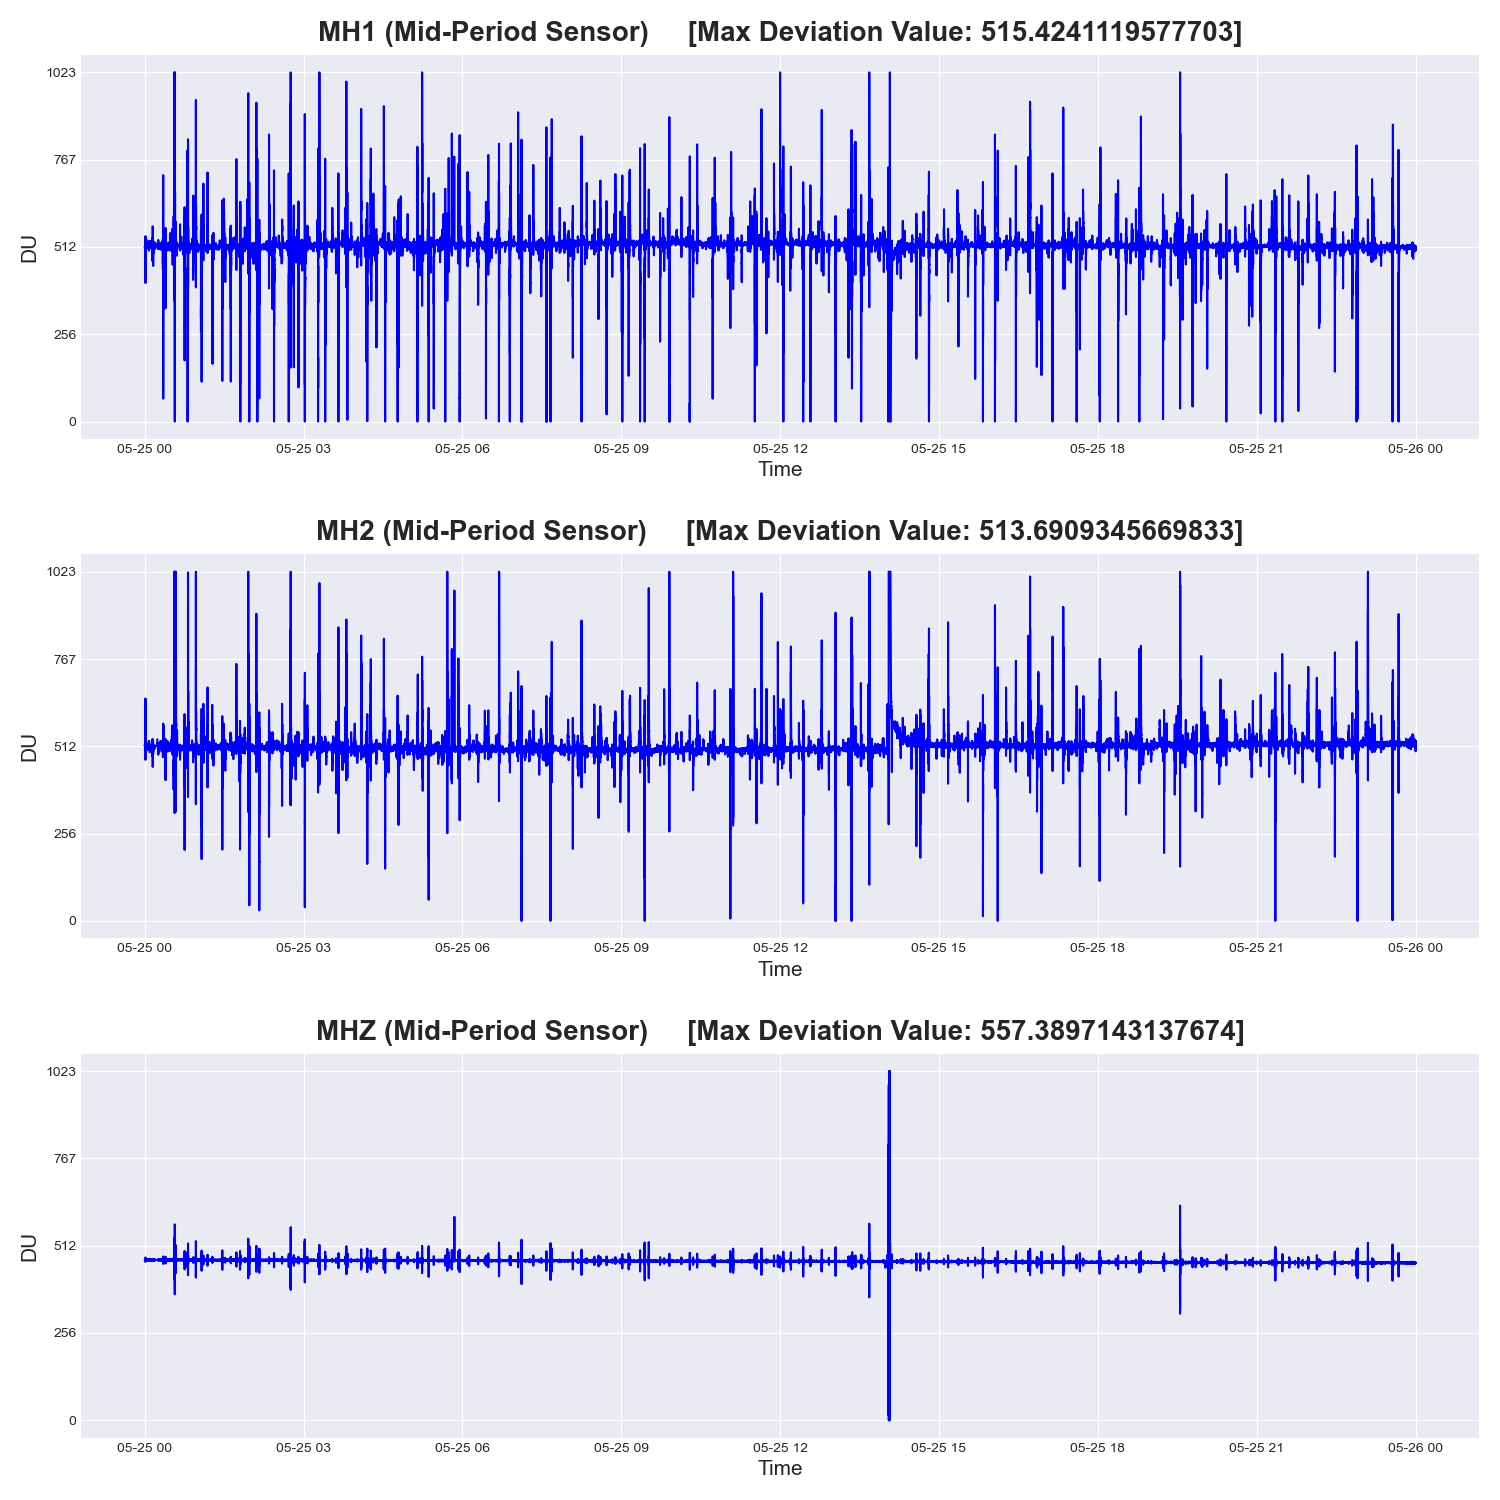 MH1 (Mid-Period Sensor)     [Max Deviation Value: 515.4241119577703]
1023
767
512
256
0
DU
05-25 00 05-25 03 05-25 06 05-25 09 05-25 12 05-25 15 05-25 18 05-25 21 05-26 00
Time
MH2 (Mid-Period Sensor)     [Max Deviation Value: 513.6909345669833]
1023
767
512
256
0
DU
05-25 00 05-25 03 05-25 06 05-25 09 05-25 12 05-25 15 05-25 18 05-25 21 05-26 00
Time
MHZ (Mid-Period Sensor)     [Max Deviation Value: 557.3897143137674]
1023
767
512
256
0
DU
05-25 00 05-25 03 05-25 06 05-25 09 05-25 12 05-25 15 05-25 18 05-25 21 05-26 00
Time